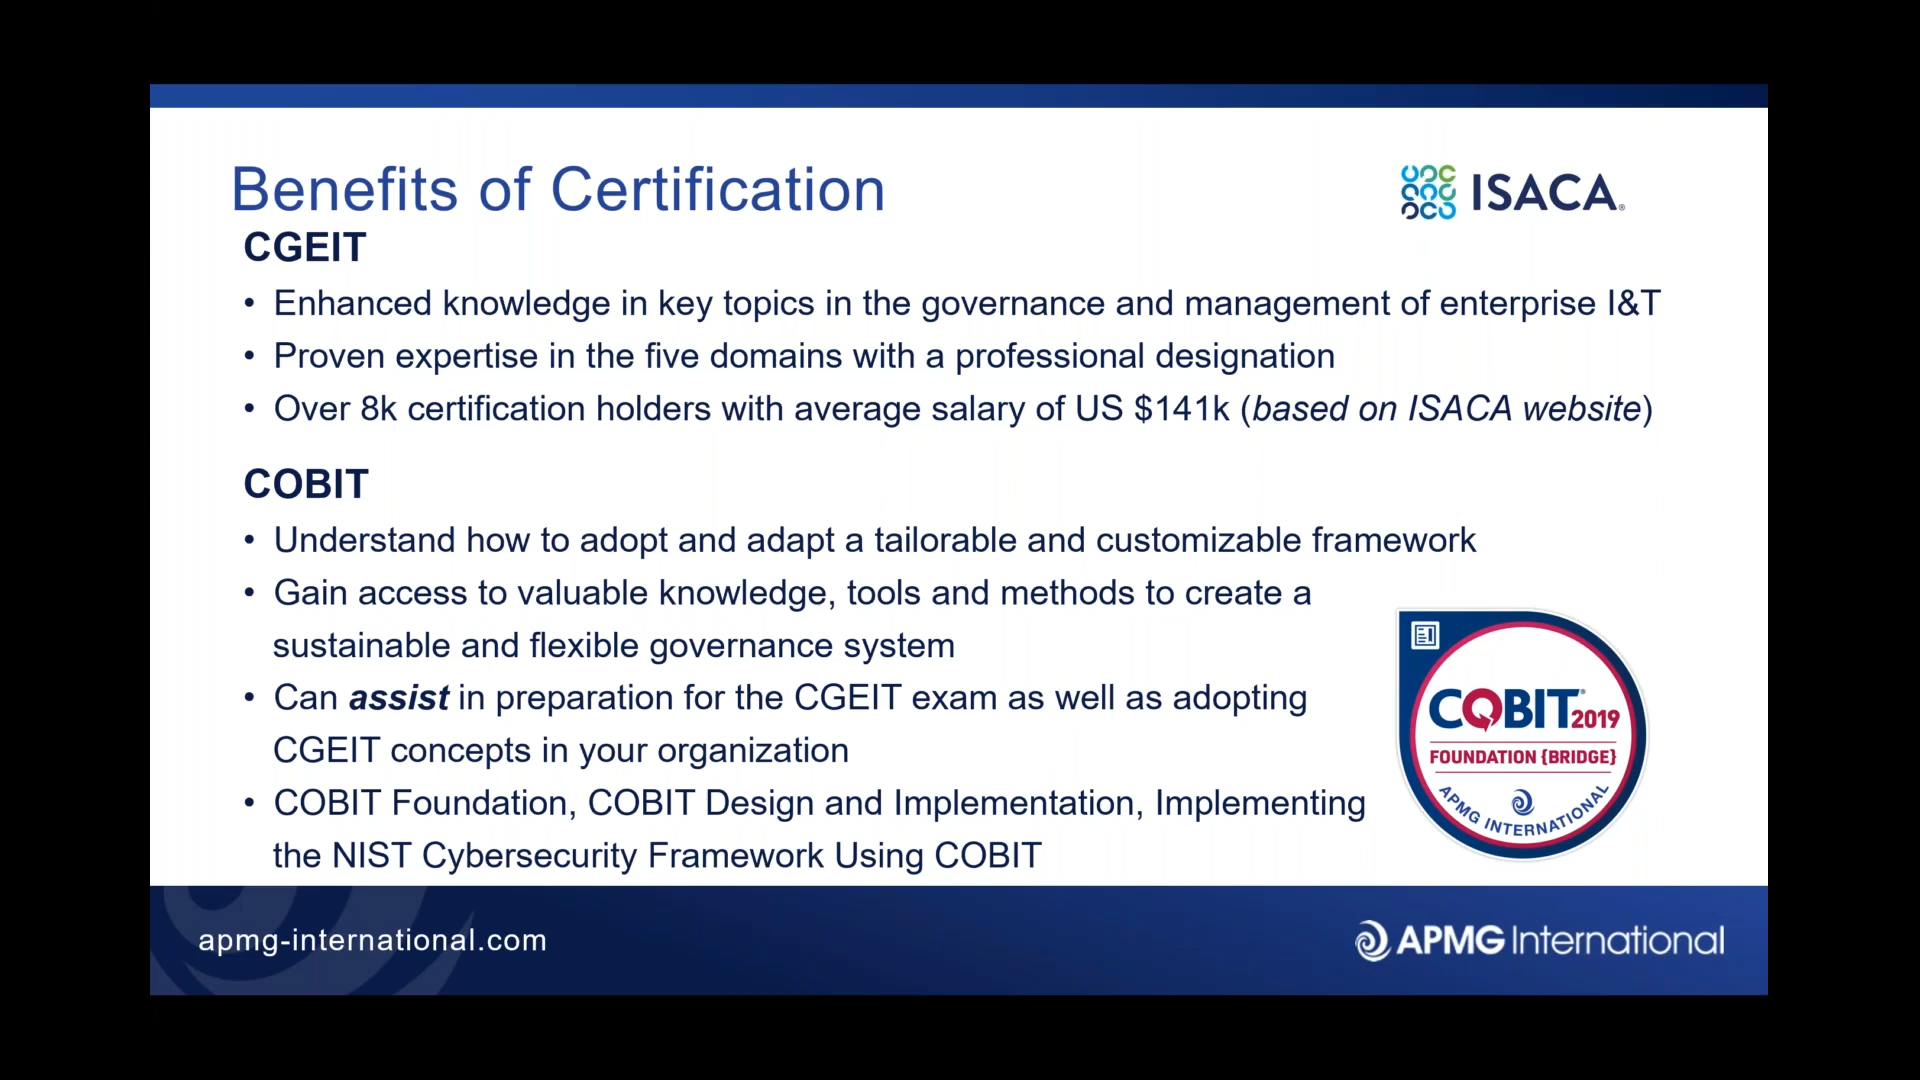 Benefits of Certification
ISACA®
CGEIT
• Enhanced knowledge in key topics in the governance and management of enterprise I&T
• Proven expertise in the five domains with a professional designation
• Over 8k certification holders with average salary of US $141k (based on ISACA website)
COBIT
• Understand how to adopt and adapt a tailorable and customizable framework
• Gain access to valuable knowledge, tools and methods to create a
sustainable and flexible governance system
• Can assist in preparation for the CGEIT exam as well as adopting
CGEIT concepts in your organization
• COBIT Foundation, COBIT Design and Implementation, Implementing
the NIST Cybersecurity Framework Using COBIT
COBIT® 2019
FOUNDATION {BRIDGE}
APMG INTERNATIONAL
apmg-international.com
APMG International